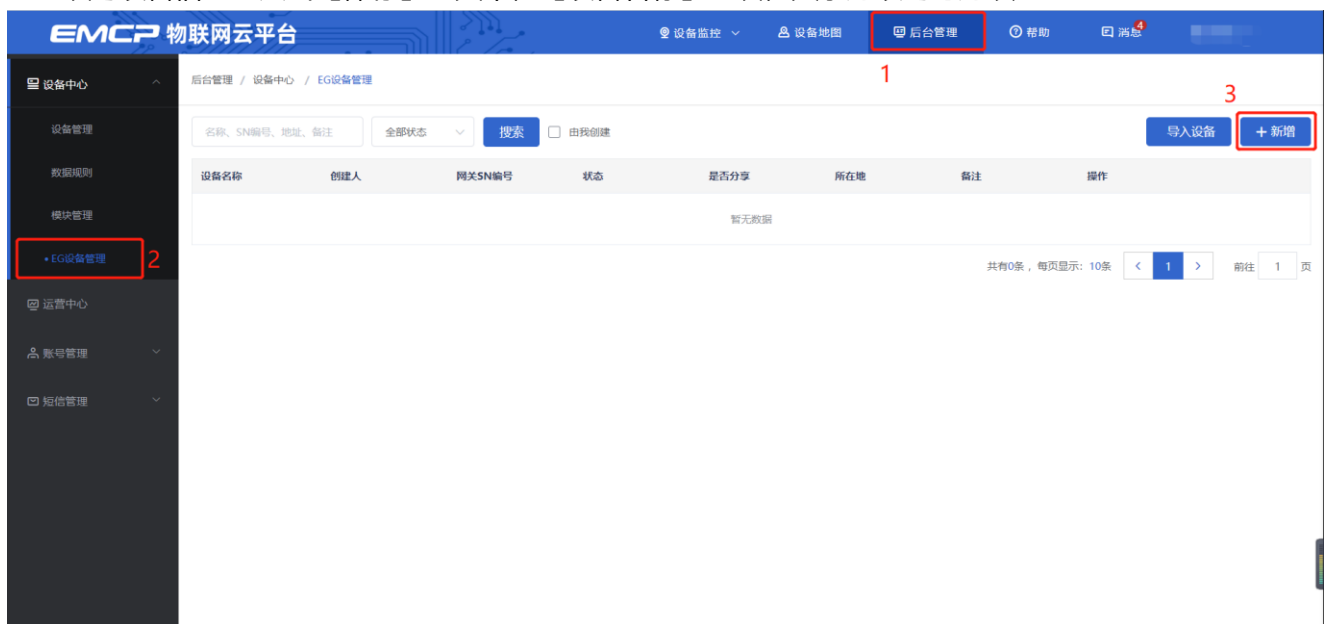 EMCP 物联网云平台
设备监控
设备地图
后台管理
帮助
消息
4
1
设备中心
设备管理
数据规则
模块管理
•EG设备管理
2
运营中心
账号管理
短信管理
后台管理 / 设备中心 / EG设备管理
3
名称、SN编号、地址、备注
全部状态
搜索
由我创建
导入设备
+ 新增
设备名称 创建人 网关SN编号 状态 是否分享 所在地 备注 操作
暂无数据
共有0条，每页显示: 10条 < 1 > 前往 1 页